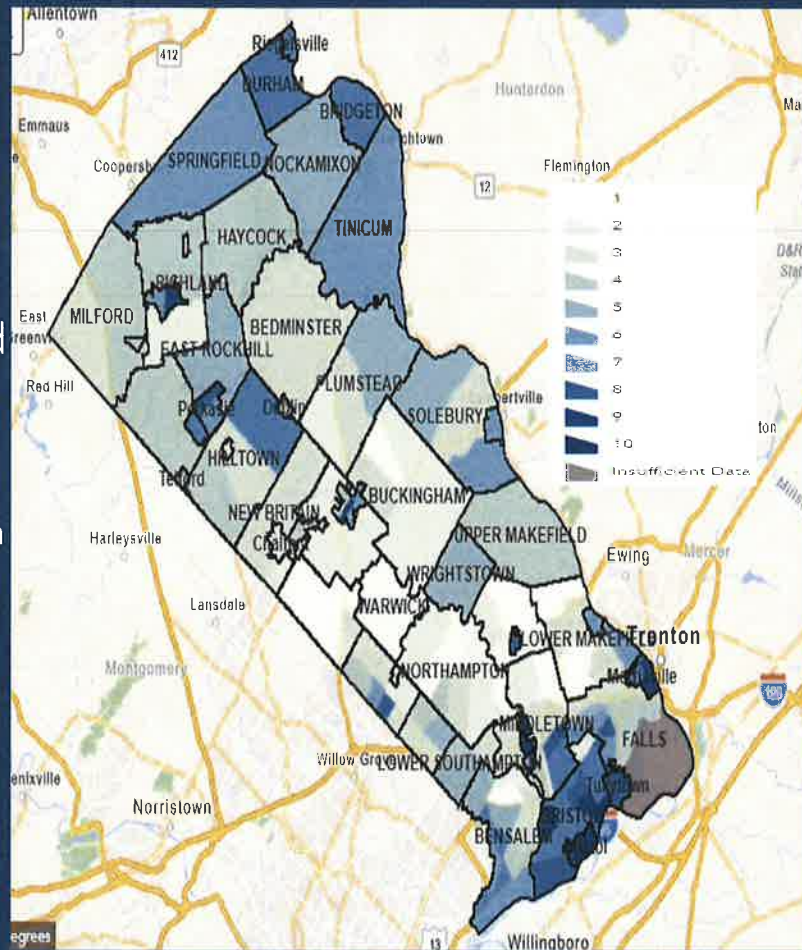 Allentown
Riegelsville
412
DURHAM
Hunterdon
BRIDGETON
Emmaus
SPRINGFIELD
NOCKAMIXON
Flemington
12
TINICUM
HAYCOCK
1
2
3
4
5
6
7
8
9
10
Insufficient Data
RICHLAND
MILFORD
East
BEDMINSTER
EAST ROCKHILL
Red Hill
PLUMSTEAD
Perkasie
Dublin
SOLEBURY
HILLTOWN
Telford
BUCKINGHAM
NEW BRITAIN
Chalfont
UPPER MAKEFIELD
Harleysville
Ewing
Mercer
WRIGHTSTOWN
Lansdale
WARWICK
LOWER MAKEFIELD
Trenton
Montgomery
NORTHAMPTON
Morrisville
MIDDLETOWN
FALLS
Willow Grove
LOWER SOUTHAMPTON
Tullytown
Norristown
BENSALEM
egrees
13
Willingboro